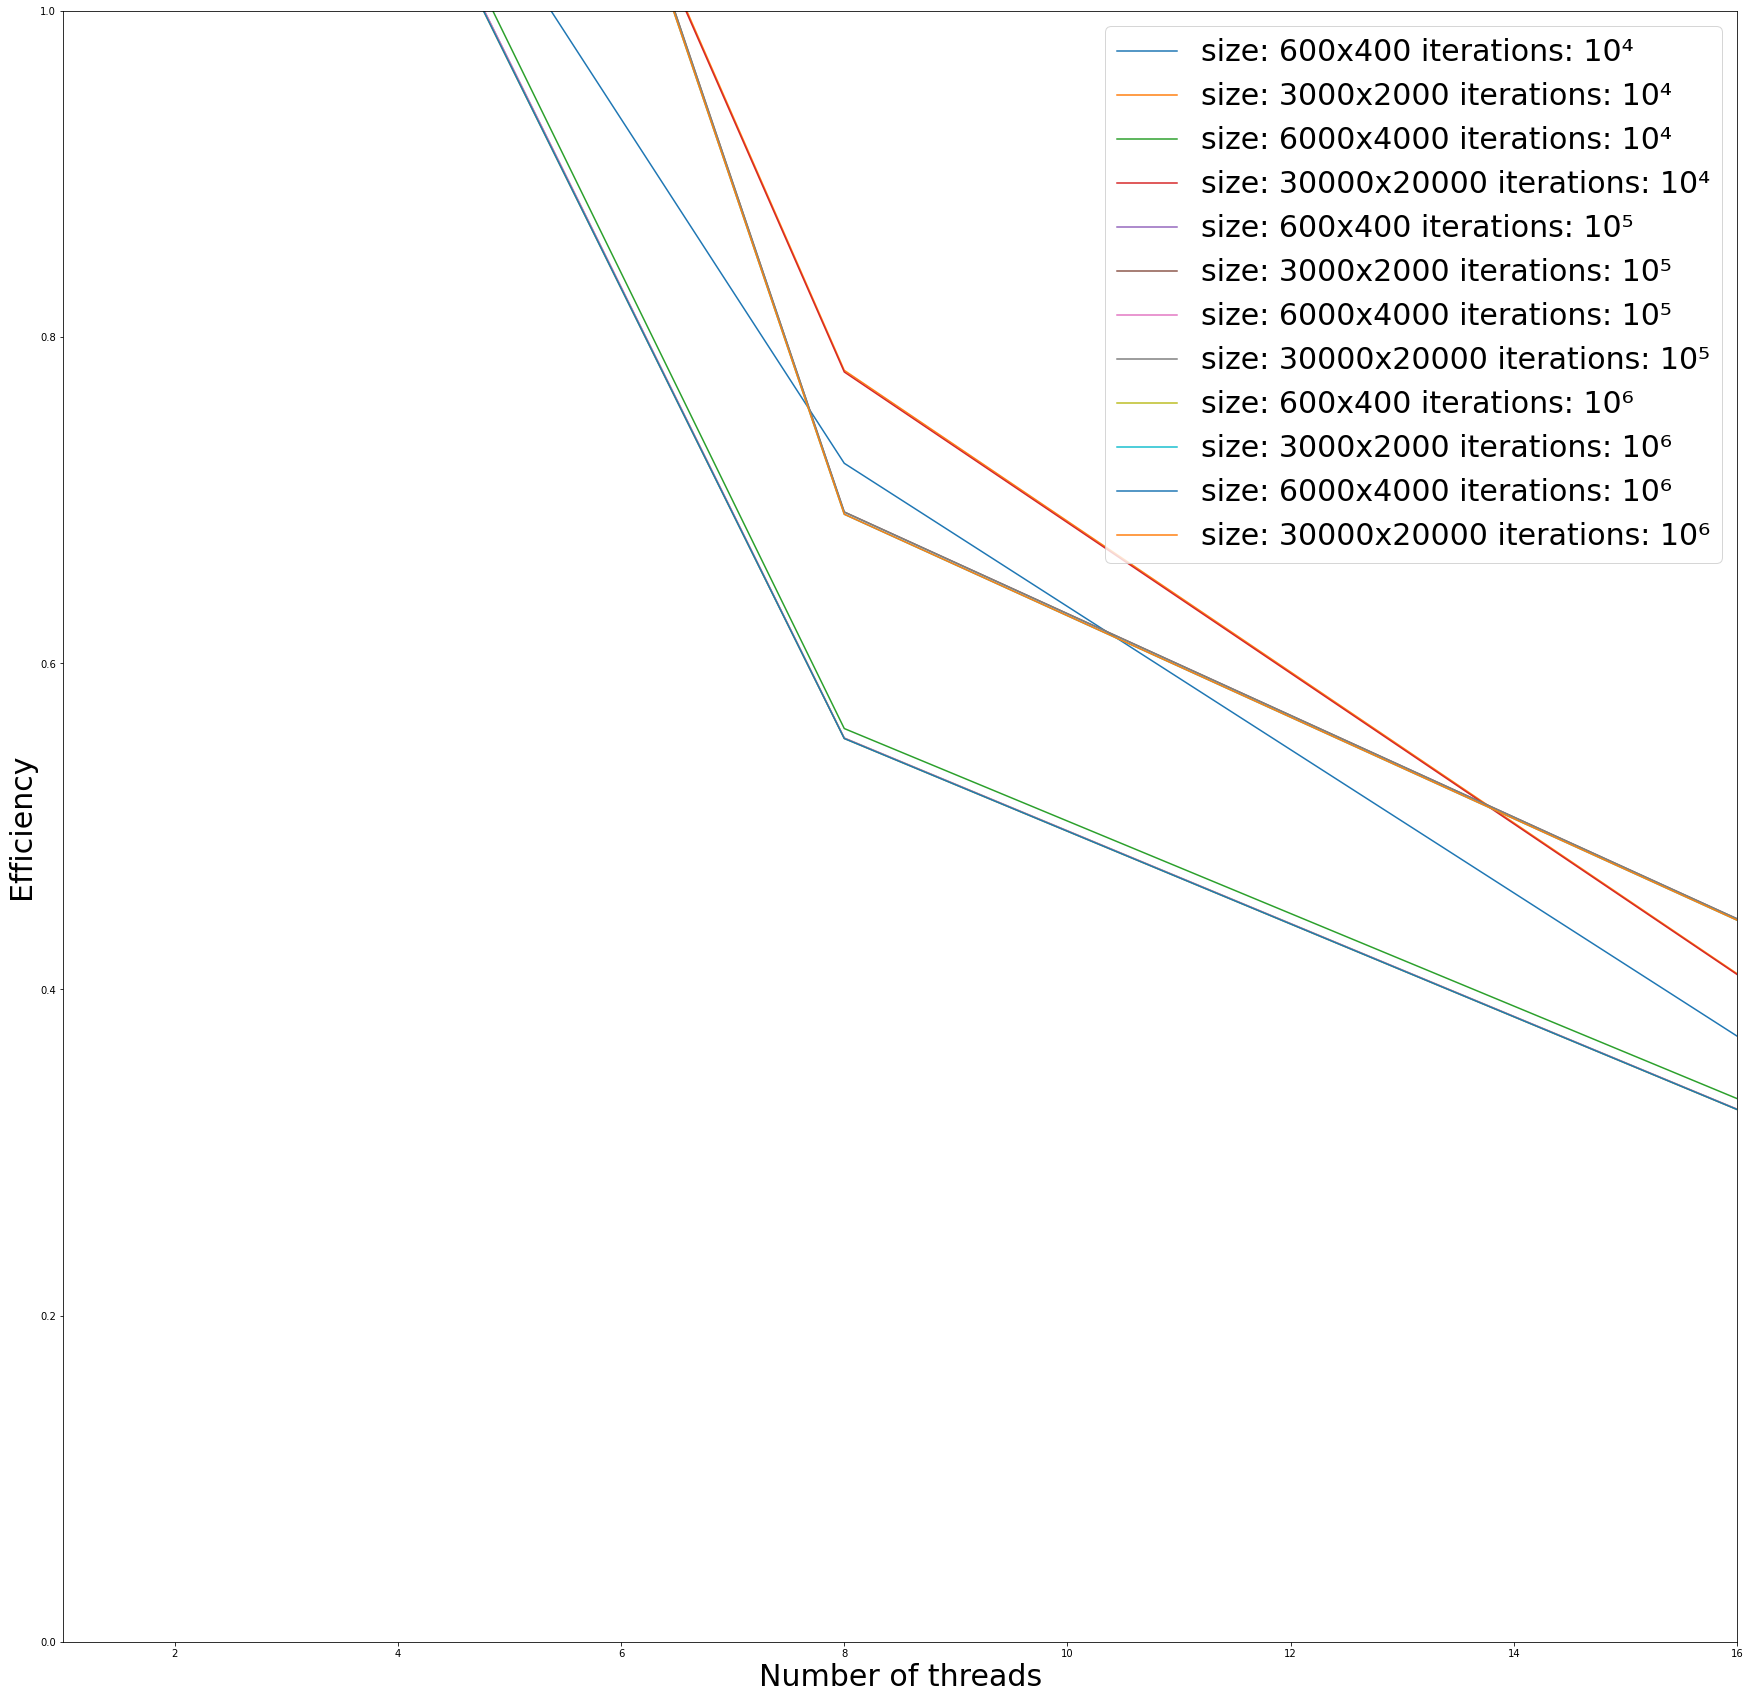 1.0
size: 600x400 iterations: 10⁴
size: 3000x2000 iterations: 10⁴
size: 6000x4000 iterations: 10⁴
size: 30000x20000 iterations: 10⁴
size: 600x400 iterations: 10⁵
size: 3000x2000 iterations: 10⁵
size: 6000x4000 iterations: 10⁵
size: 30000x20000 iterations: 10⁵
size: 600x400 iterations: 10⁶
size: 3000x2000 iterations: 10⁶
size: 6000x4000 iterations: 10⁶
size: 30000x20000 iterations: 10⁶
0.8
0.6
Efficiency
0.4
0.2
0.0
2 4 6 8 10 12 14 16
Number of threads